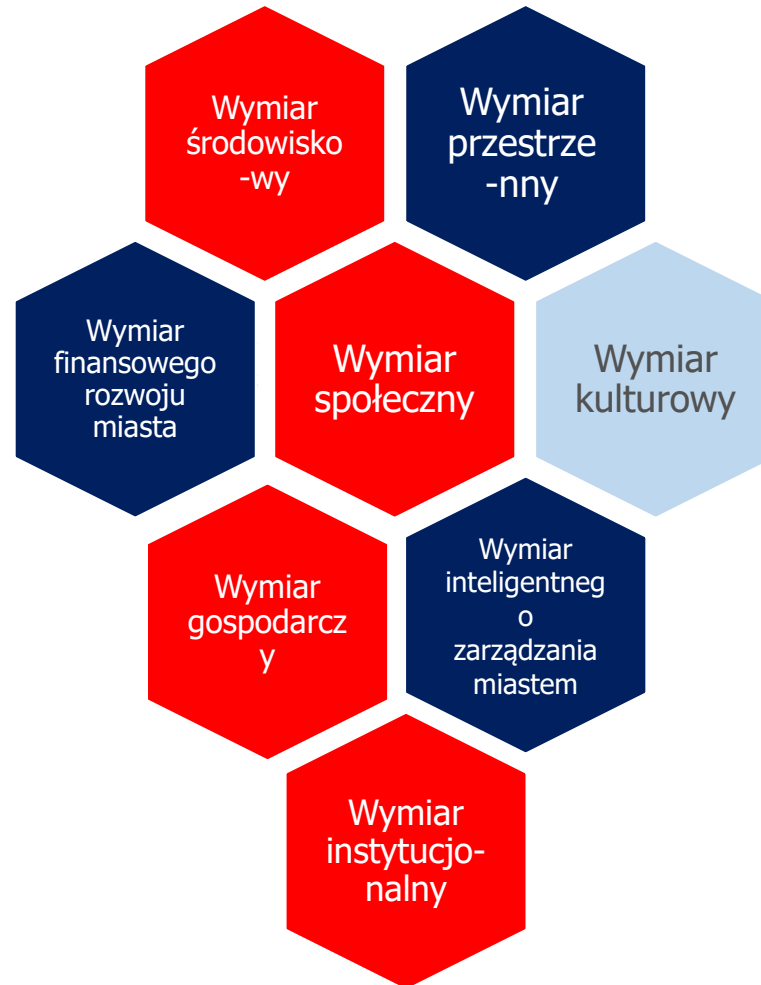 Wymiar
środowisko
-wy
Wymiar
przestrze
-nny
Wymiar
finansowego
rozwoju
miasta
Wymiar
społeczny
Wymiar
kulturowy
Wymiar
gospodarcz
y
Wymiar
inteligentneg
o
zarządzania
miastem
Wymiar
instytucjo-
nalny